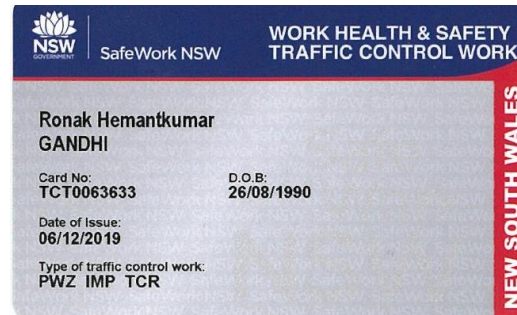 NSW
GOVERNMENT
SafeWork NSW
WORK HEALTH & SAFETY
TRAFFIC CONTROL WORK
Ronak Hemantkumar
GANDHI
Card No:
TCT0063633
D.O.B:
26/08/1990
Date of Issue:
06/12/2019
Type of traffic control work:
PWZ IMP TCR
NEW SOUTH WALES